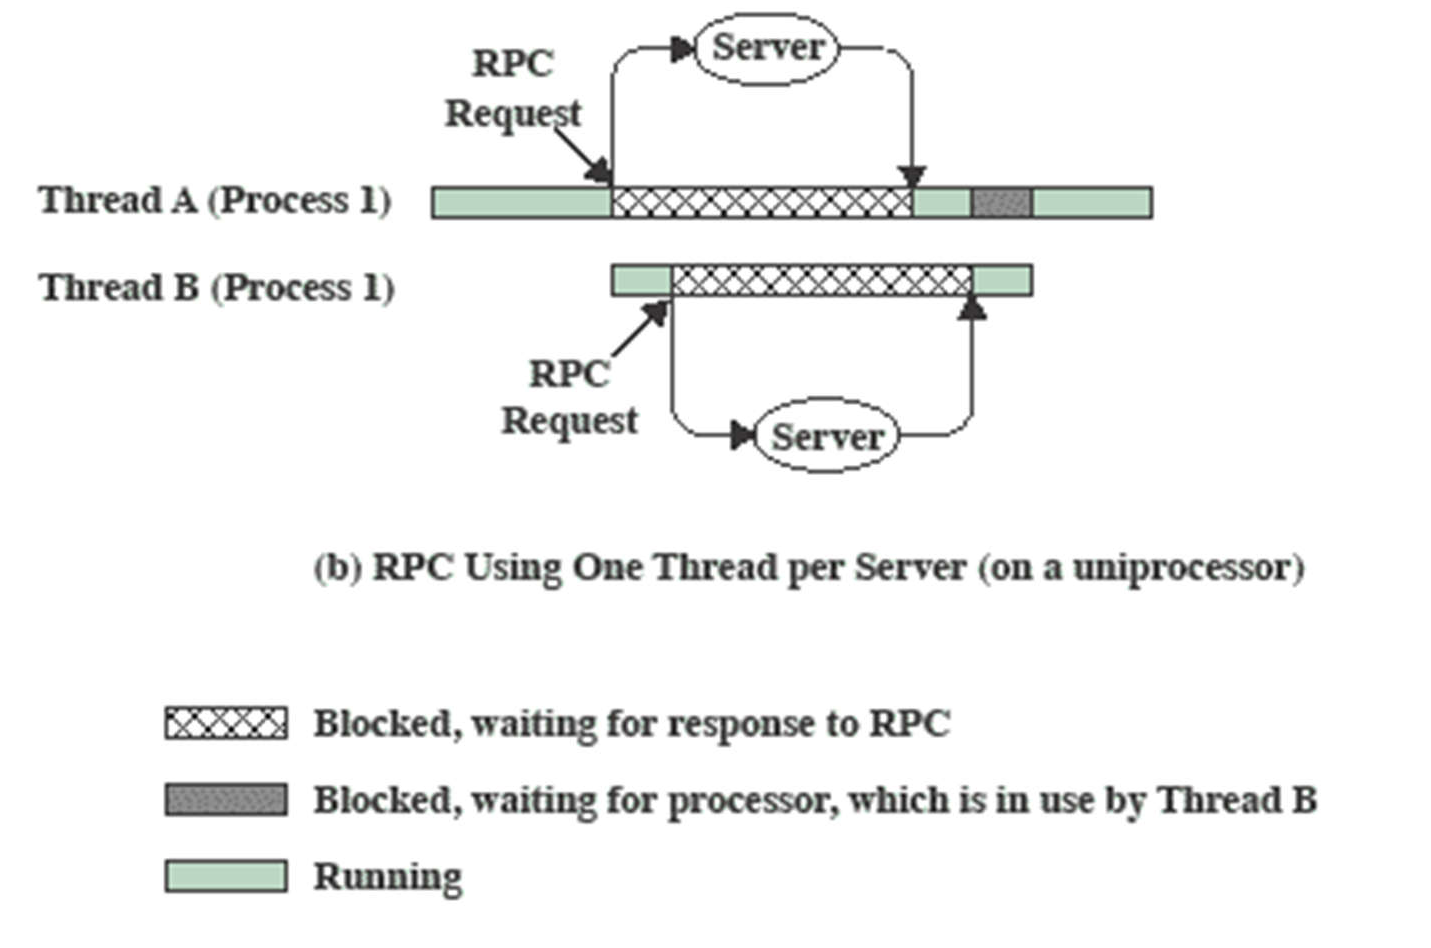 Server
RPC
Request
Thread A (Process 1)
Thread B (Process 1)
RPC
Request
Server
(b) RPC Using One Thread per Server (on a uniprocessor)
Blocked, waiting for response to RPC
Blocked, waiting for processor, which is in use by Thread B
Running